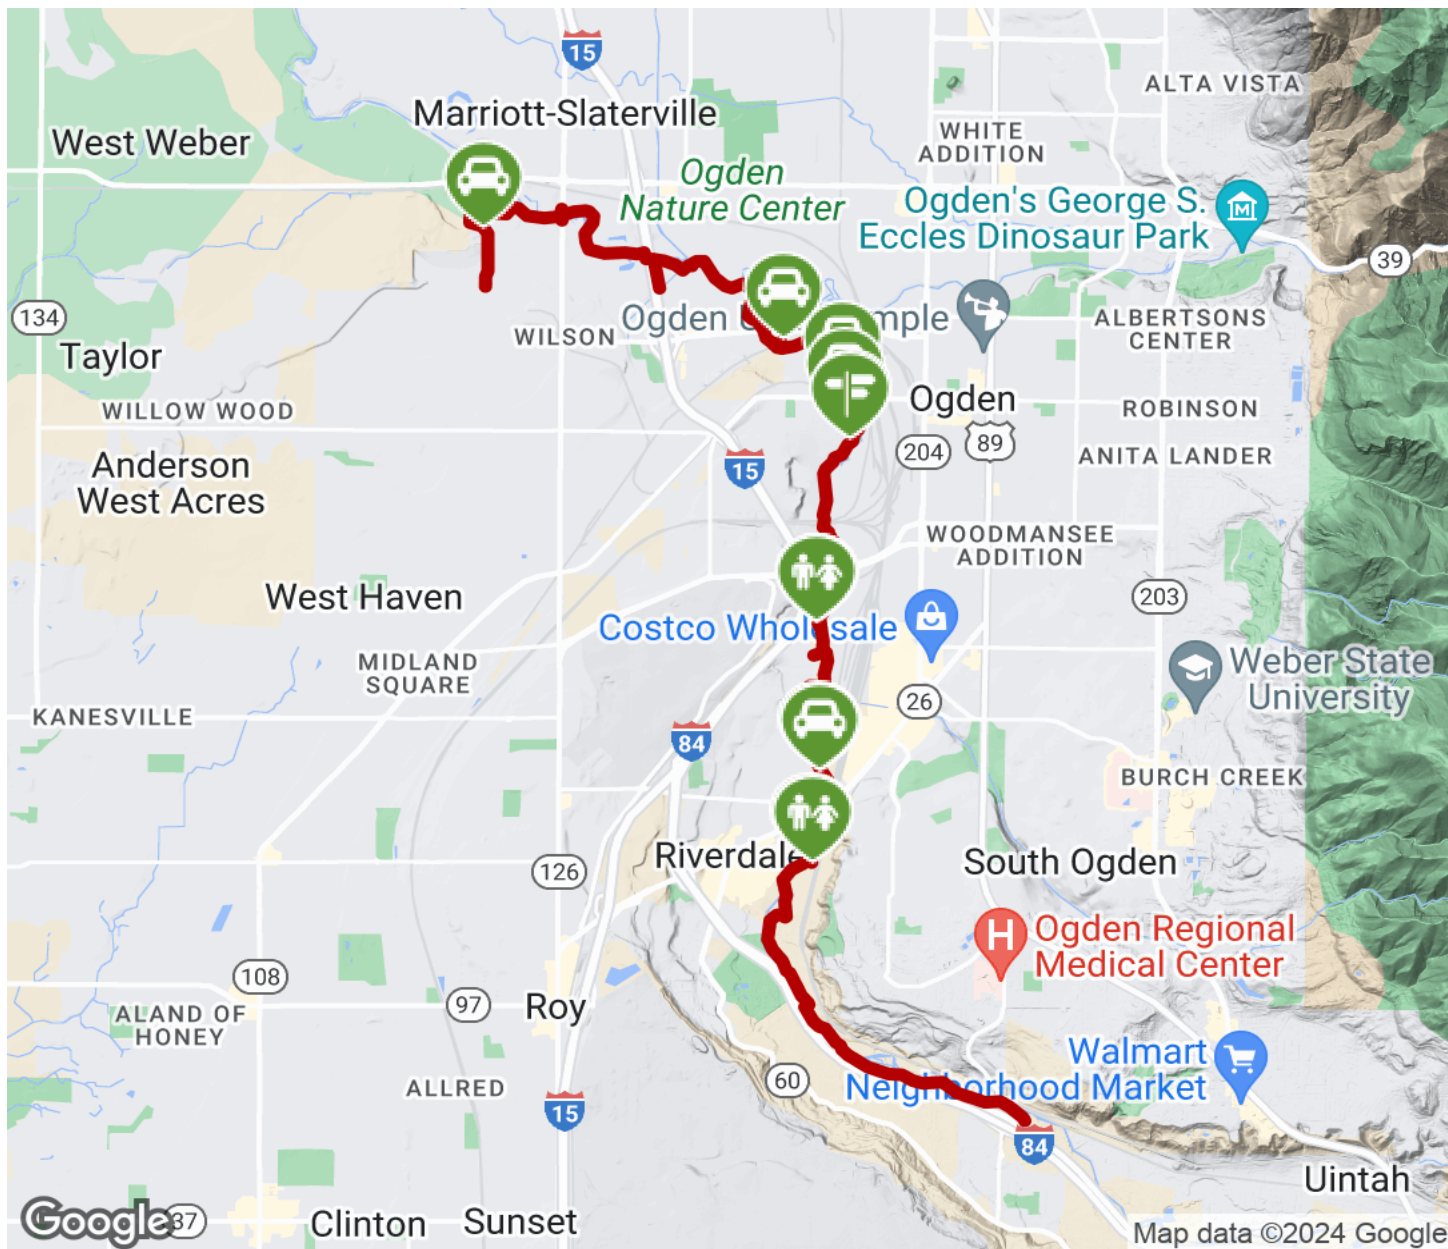 15
ALTA VISTA
Marriott-Slaterville
West Weber
WHITE
ADDITION
Ogden
Nature Center
Ogden's George S.
Eccles Dinosaur Park
39
134
Ogden U
mple
ALBERTSONS
CENTER
WILSON
Taylor
WILLOW WOOD
Ogden
ROBINSON
204
89
ANITA LANDER
Anderson
West Acres
15
WOODMANSEE
ADDITION
West Haven
203
Costco Wholesale
MIDLAND
SQUARE
Weber State
University
26
KANESVILLE
84
BURCH CREEK
Riverdale
South Ogden
126
Ogden Regional
Medical Center
H
108
97
Roy
ALAND OF
HONEY
Walmart
Neighborhood Market
60
ALLRED
15
84
Uintah
Google
37
Clinton
Sunset
Map data ©2024 Google